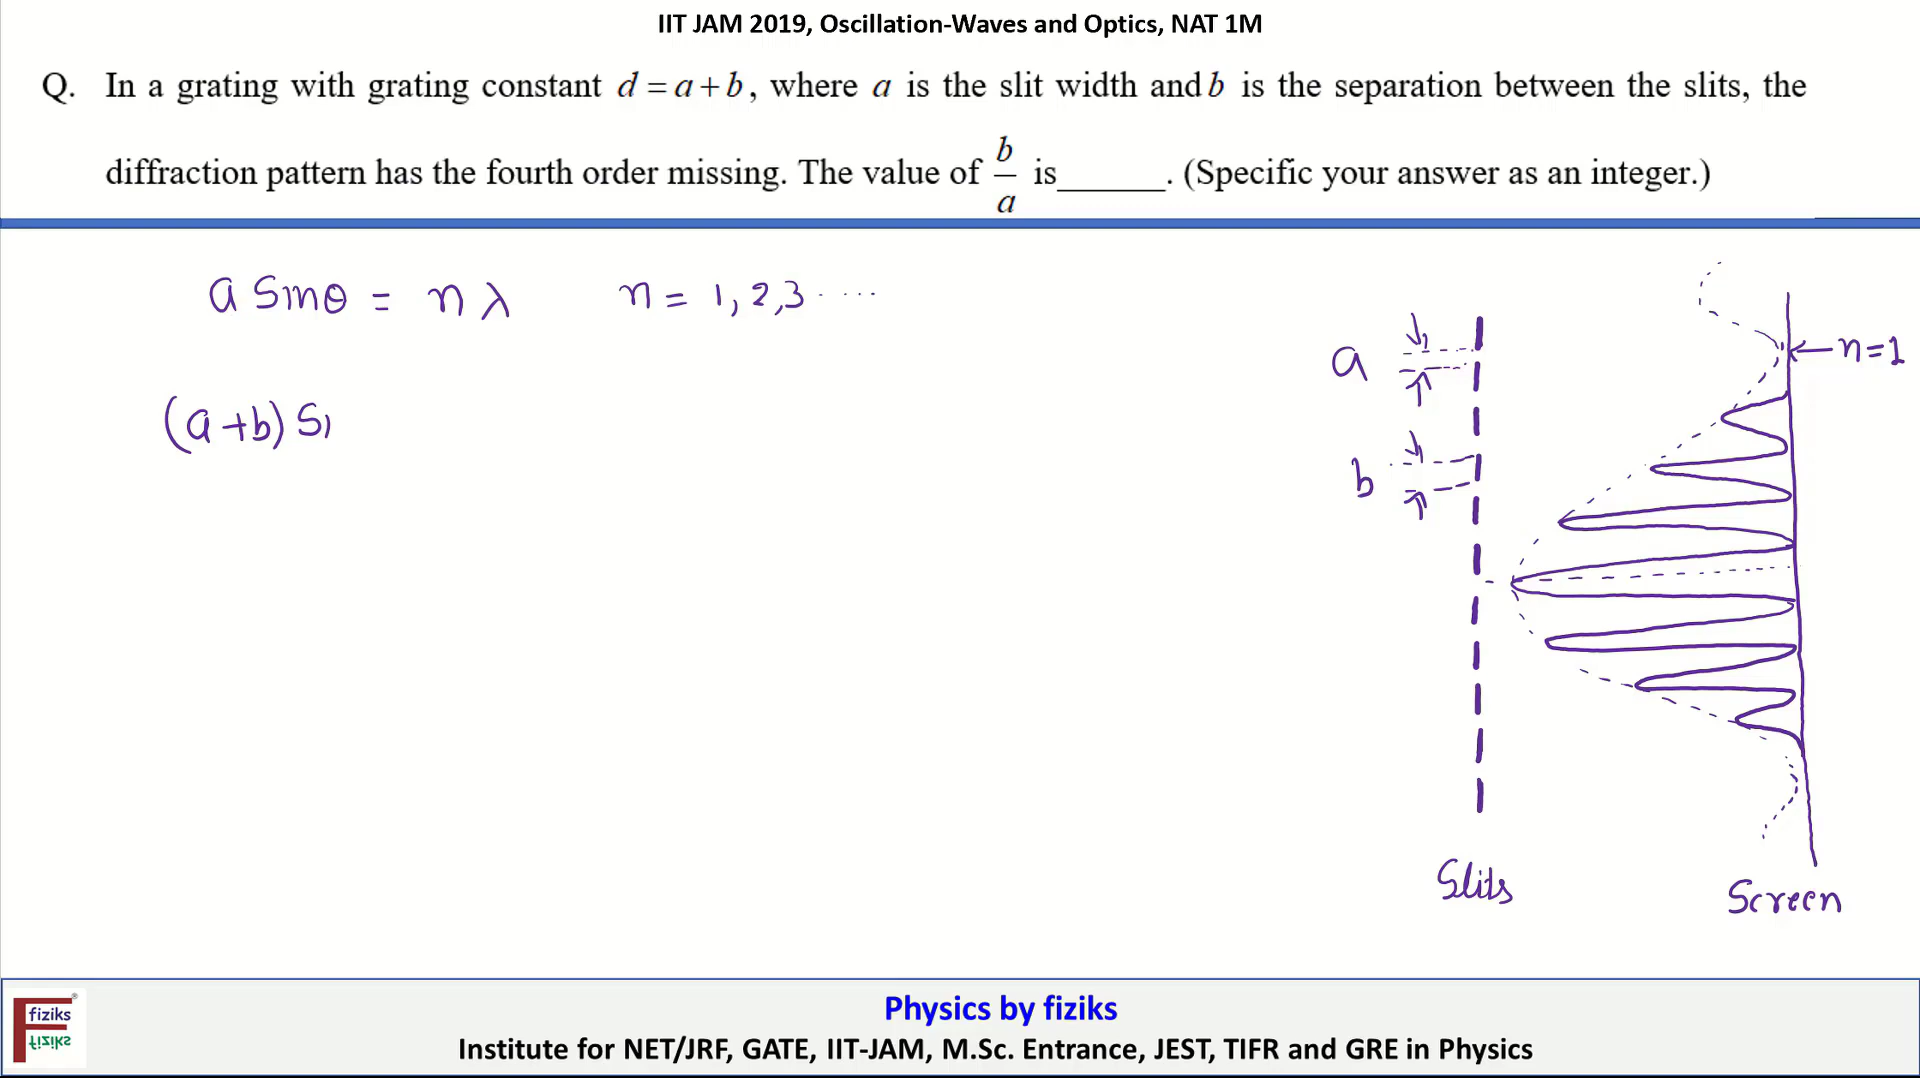 IIT JAM 2019, Oscillation-Waves and Optics, NAT 1M
Q. In a grating with grating constant d = a + b, where a is the slit width and b is the separation between the slits, the
diffraction pattern has the fourth order missing. The value of b/a is______. (Specific your answer as an integer.)
a Sinθ = n λ    n = 1, 2, 3 ......
(a+b) Si
a
b
n=1
Slits
Screen
fiziks
fiziks
Physics by fiziks
Institute for NET/JRF, GATE, IIT-JAM, M.Sc. Entrance, JEST, TIFR and GRE in Physics